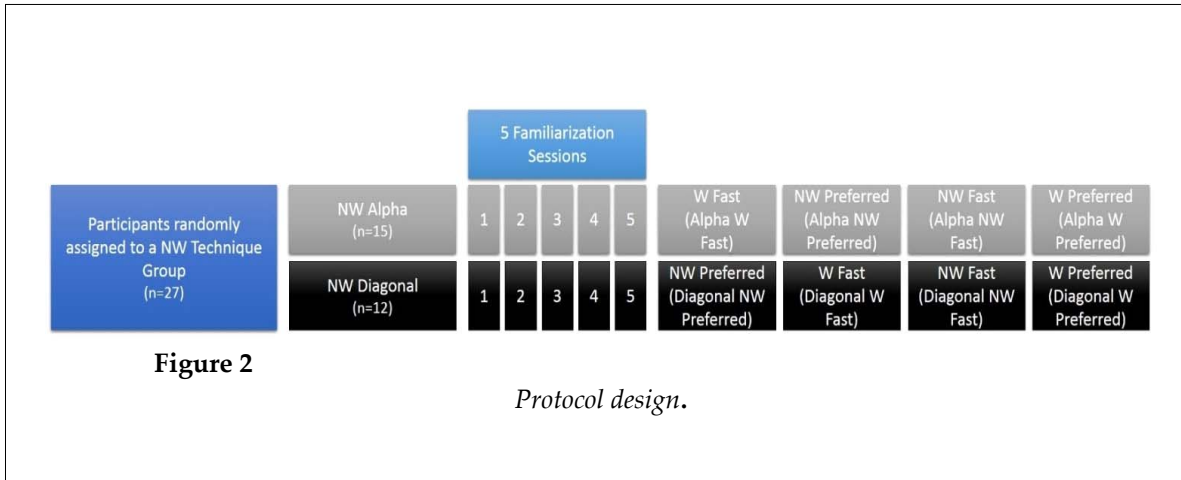 5 Familiarization
Sessions
Participants randomly
assigned to a NW Technique
Group
(n=27)
NW Alpha
(n=15)
1 2 3 4 5
W Fast
(Alpha W
Fast)
NW Preferred
(Alpha NW
Preferred)
NW Fast
(Alpha NW
Fast)
W Preferred
(Alpha W
Preferred)
NW Diagonal
(n=12)
1 2 3 4 5
NW Preferred
(Diagonal NW
Preferred)
W Fast
(Diagonal W
Fast)
NW Fast
(Diagonal NW
Fast)
W Preferred
(Diagonal W
Preferred)
Figure 2
Protocol design.